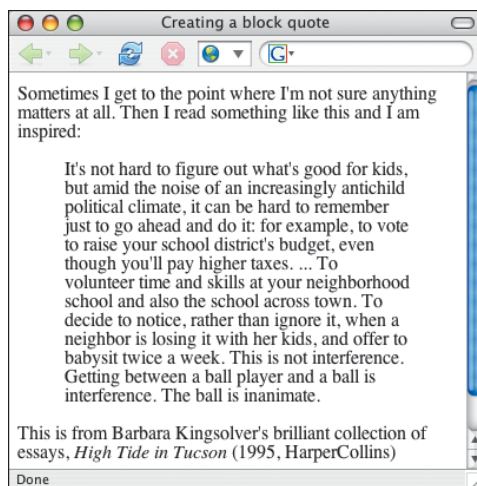 Creating a block quote
G
Sometimes I get to the point where I'm not sure anything
matters at all. Then I read something like this and I am
inspired:
It's not hard to figure out what's good for kids,
but amid the noise of an increasingly antichild
political climate, it can be hard to remember
just to go ahead and do it: for example, to vote
to raise your school district's budget, even
though you'll pay higher taxes. ... To
volunteer time and skills at your neighborhood
school and also the school across town. To
decide to notice, rather than ignore it, when a
neighbor is losing it with her kids, and offer to
babysit twice a week. This is not interference.
Getting between a ball player and a ball is
interference. The ball is inanimate.
This is from Barbara Kingsolver's brilliant collection of
essays, High Tide in Tucson (1995, HarperCollins)
Done